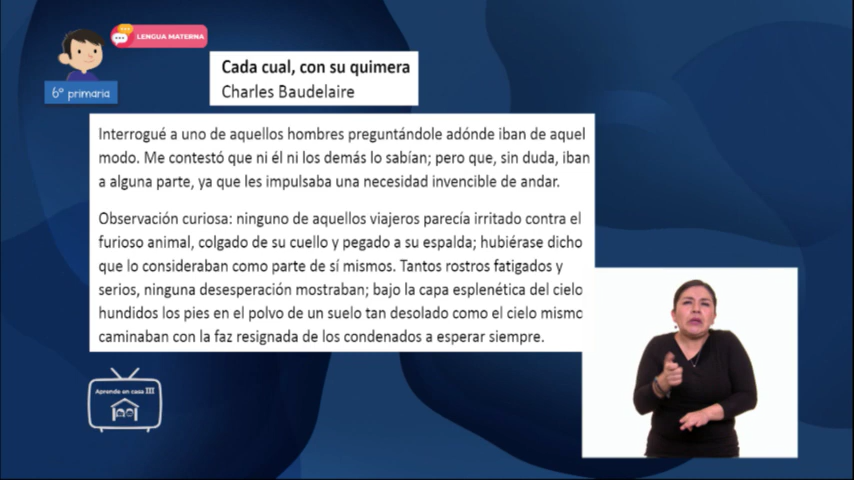 LENGUA MATERNA
6º primaria
Cada cual, con su quimera
Charles Baudelaire
Interrogué a uno de aquellos hombres preguntándole adónde iban de aquel
modo. Me contestó que ni él ni los demás lo sabían; pero que, sin duda, iban
a alguna parte, ya que les impulsaba una necesidad invencible de andar.
Observación curiosa: ninguno de aquellos viajeros parecía irritado contra el
furioso animal, colgado de su cuello y pegado a su espalda; hubiérase dicho
que lo consideraban como parte de sí mismos. Tantos rostros fatigados y
serios, ninguna desesperación mostraban; bajo la capa esplenética del cielo
hundidos los pies en el polvo de un suelo tan desolado como el cielo mismo
caminaban con la faz resignada de los condenados a esperar siempre.
Aprende en casa III